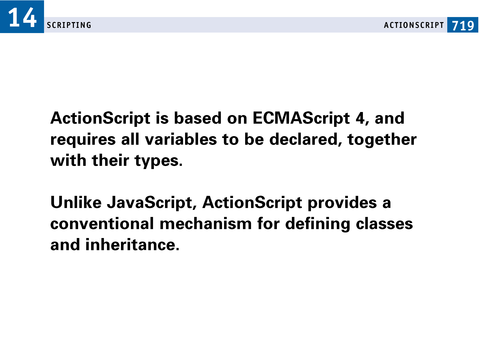 14 SCRIPTING ACTIONSCRIPT 719
ActionScript is based on ECMAScript 4, and
requires all variables to be declared, together
with their types.
Unlike JavaScript, ActionScript provides a
conventional mechanism for defining classes
and inheritance.